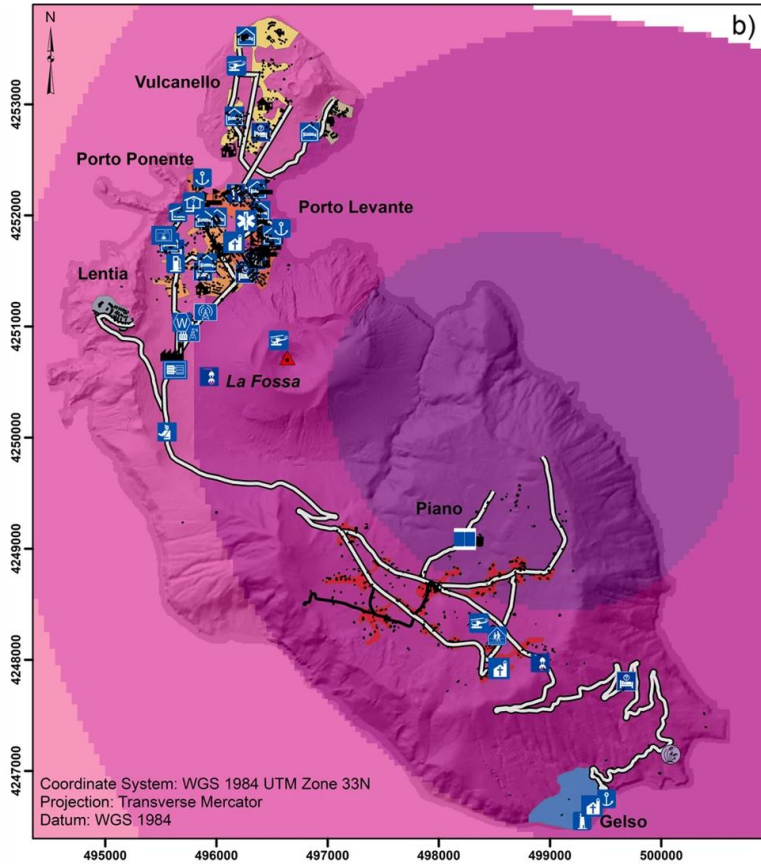 N
b)
Vulcanello
4253000
Porto Ponente
4252000
Porto Levante
Lentia
4251000
W
La Fossa
4250000
Piano
4249000
4248000
4247000
Coordinate System: WGS 1984 UTM Zone 33N
Projection: Transverse Mercator
Datum: WGS 1984
Gelso
495000 496000 497000 498000 499000 500000